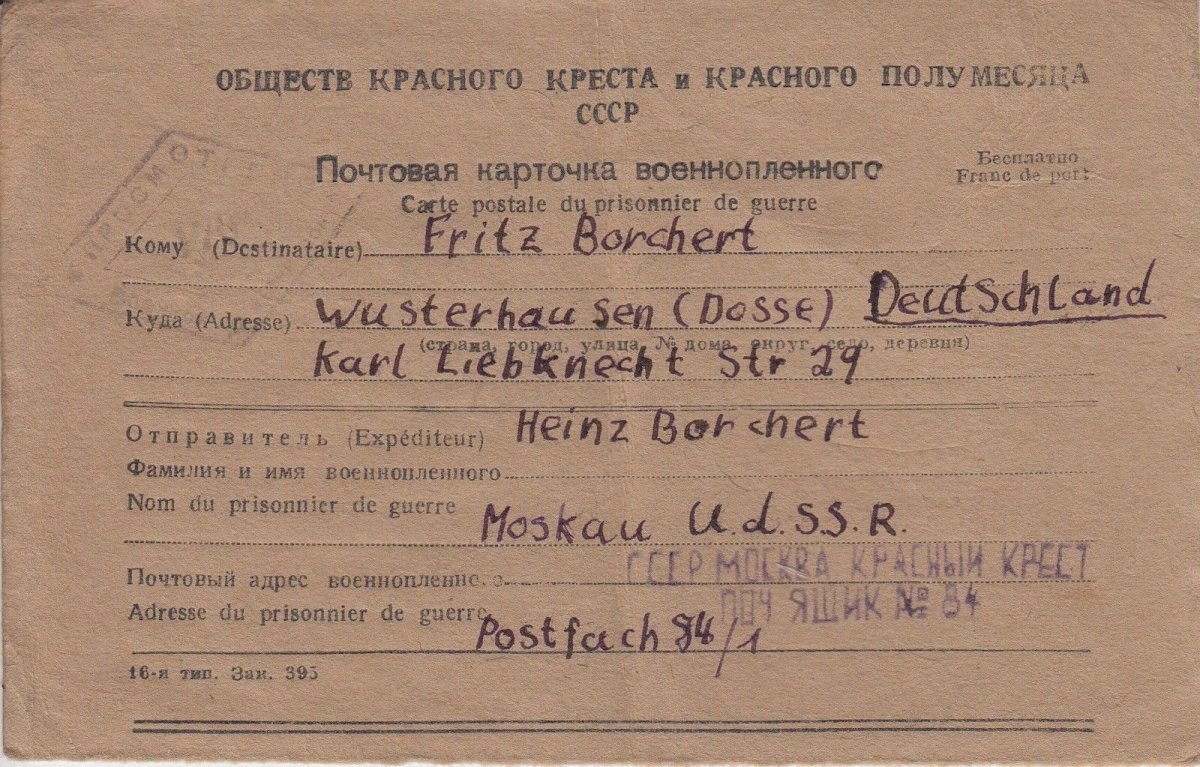 ОБЩЕСТВ КРАСНОГО КРЕСТА и КРАСНОГО ПОЛУМЕСЯЦА
СССР
Почтовая карточка военнопленного
Бесплатно
Franc de port
Carte postale du prisonnier de guerre
ПРОСМОТ
Кому (Destinataire) Fritz Borchert
Куда (Adresse) Wusterhausen (Dosse) Deutschland
(страна, город, улица, № дома, округ, село, деревня)
Karl Liebknecht Str 29
Отправитель (Expéditeur) Heinz Borchert
Фамилия и имя военнопленного
Nom du prisonnier de guerre
Moskau U.d.SS.R.
СССР МОСКВА КРАСНЫЙ КРЕСТ
Почтовый адрес военнопленно.о
ПОЧ ЯЩИК № 84
Adresse du prisonnier de guerre Postfach 84/1
16-я тип. Зак. 395